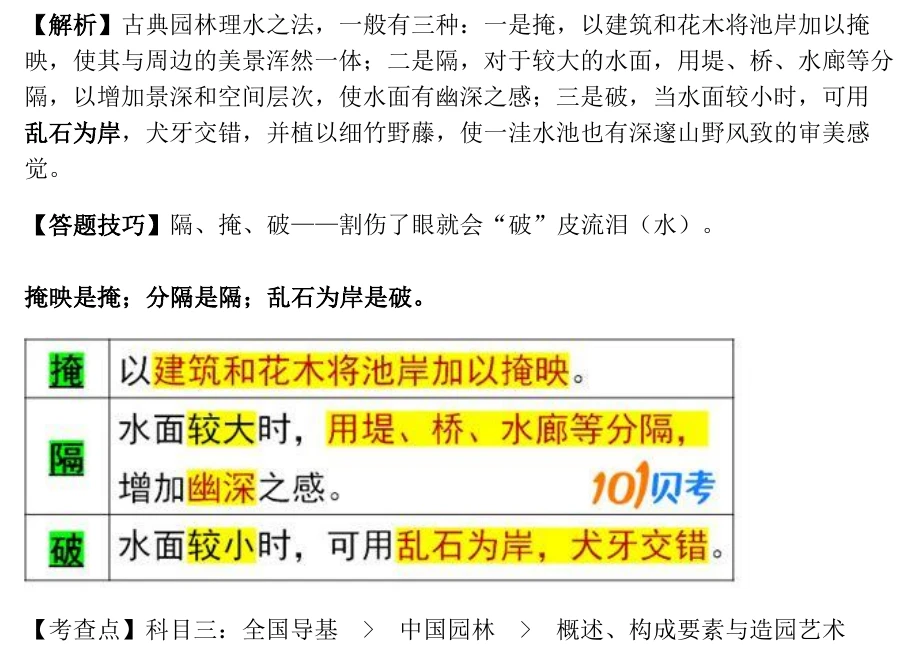 【解析】古典园林理水之法，一般有三种：一是掩，以建筑和花木将池岸加以掩
映，使其与周边的美景浑然一体；二是隔，对于较大的水面，用堤、桥、水廊等分
隔，以增加景深和空间层次，使水面有幽深之感；三是破，当水面较小时，可用
乱石为岸，犬牙交错，并植以细竹野藤，使一洼水池也有深邃山野风致的审美感
觉。
【答题技巧】隔、掩、破——割伤了眼就会“破”皮流泪（水）。
掩映是掩；分隔是隔；乱石为岸是破。
掩 以建筑和花木将池岸加以掩映。
隔 水面较大时，用堤、桥、水廊等分隔，
增加幽深之感。
101贝考
破 水面较小时，可用乱石为岸，犬牙交错。
【考查点】科目三：全国导基 > 中国园林 > 概述、构成要素与造园艺术